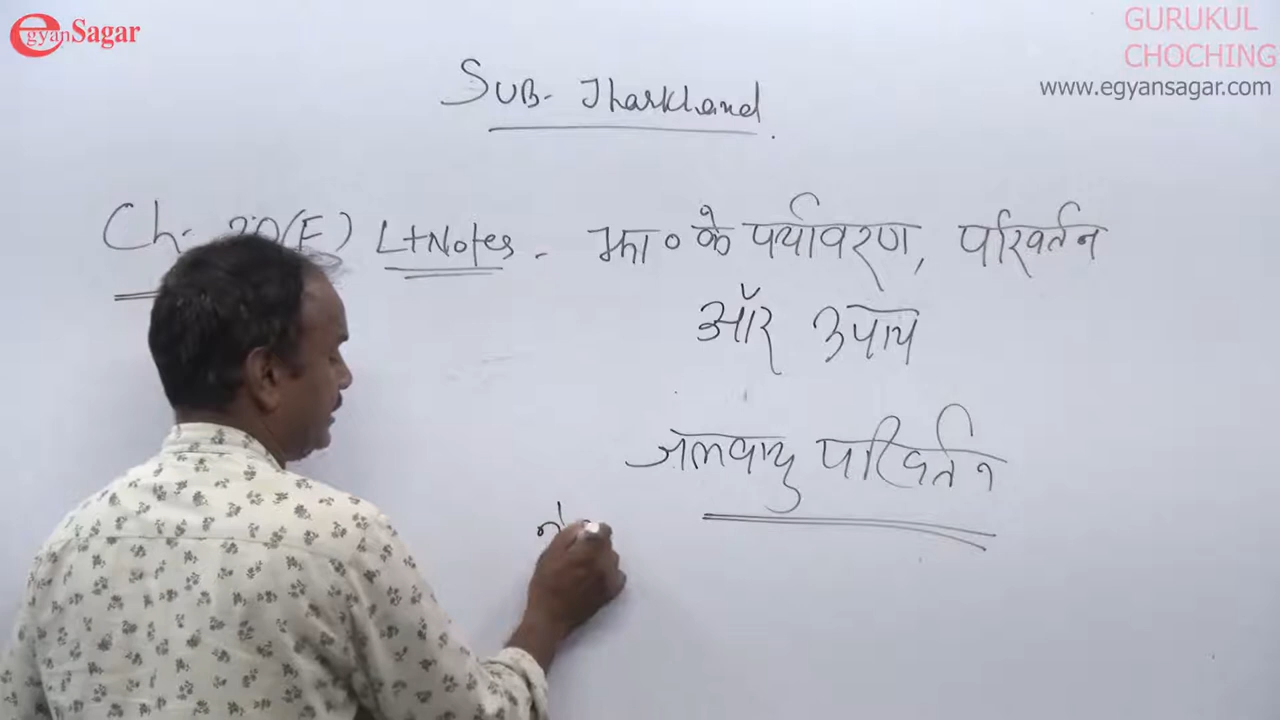 egyanSagar
GURUKUL
CHOCHING
www.egyansagar.com
SUB- Jharkhand.
Ch:- 20(E) L+Notes - झा० के पर्यावरण, परिवर्तन
और उपाय
जलवायु परिवर्तन